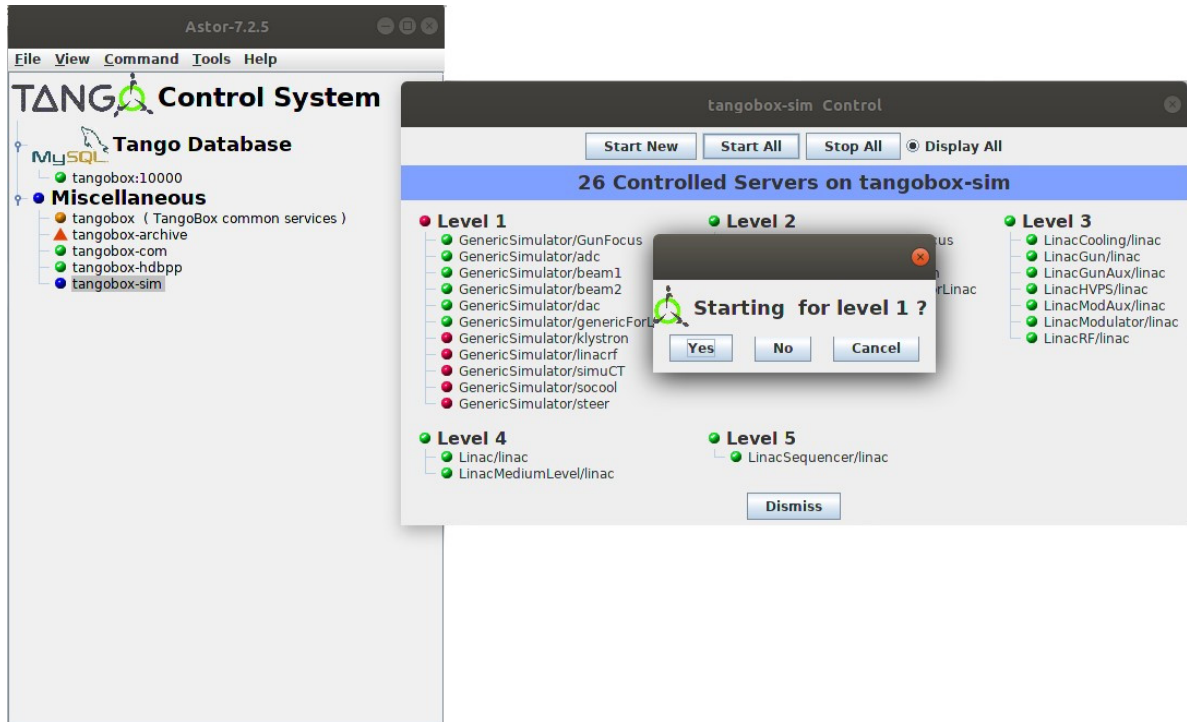 Astor-7.2.5
File View Command Tools Help
TANGO Control System
MySQL Tango Database
tangobox:10000
Miscellaneous
tangobox ( TangoBox common services )
tangobox-archive
tangobox-com
tangobox-hdbpp
tangobox-sim
tangobox-sim Control
Start New Start All Stop All Display All
26 Controlled Servers on tangobox-sim
Level 1
GenericSimulator/GunFocus
GenericSimulator/adc
GenericSimulator/beam1
GenericSimulator/beam2
GenericSimulator/dac
GenericSimulator/genericForL
GenericSimulator/klystron
GenericSimulator/linacrf
GenericSimulator/simuCT
GenericSimulator/socool
GenericSimulator/steer
Level 2
Level 3
LinacCooling/linac
LinacGun/linac
LinacGunAux/linac
LinacHVPS/linac
LinacModAux/linac
LinacModulator/linac
LinacRF/linac
Starting for level 1 ?
Yes No Cancel
Level 4
Linac/linac
LinacMediumLevel/linac
Level 5
LinacSequencer/linac
Dismiss